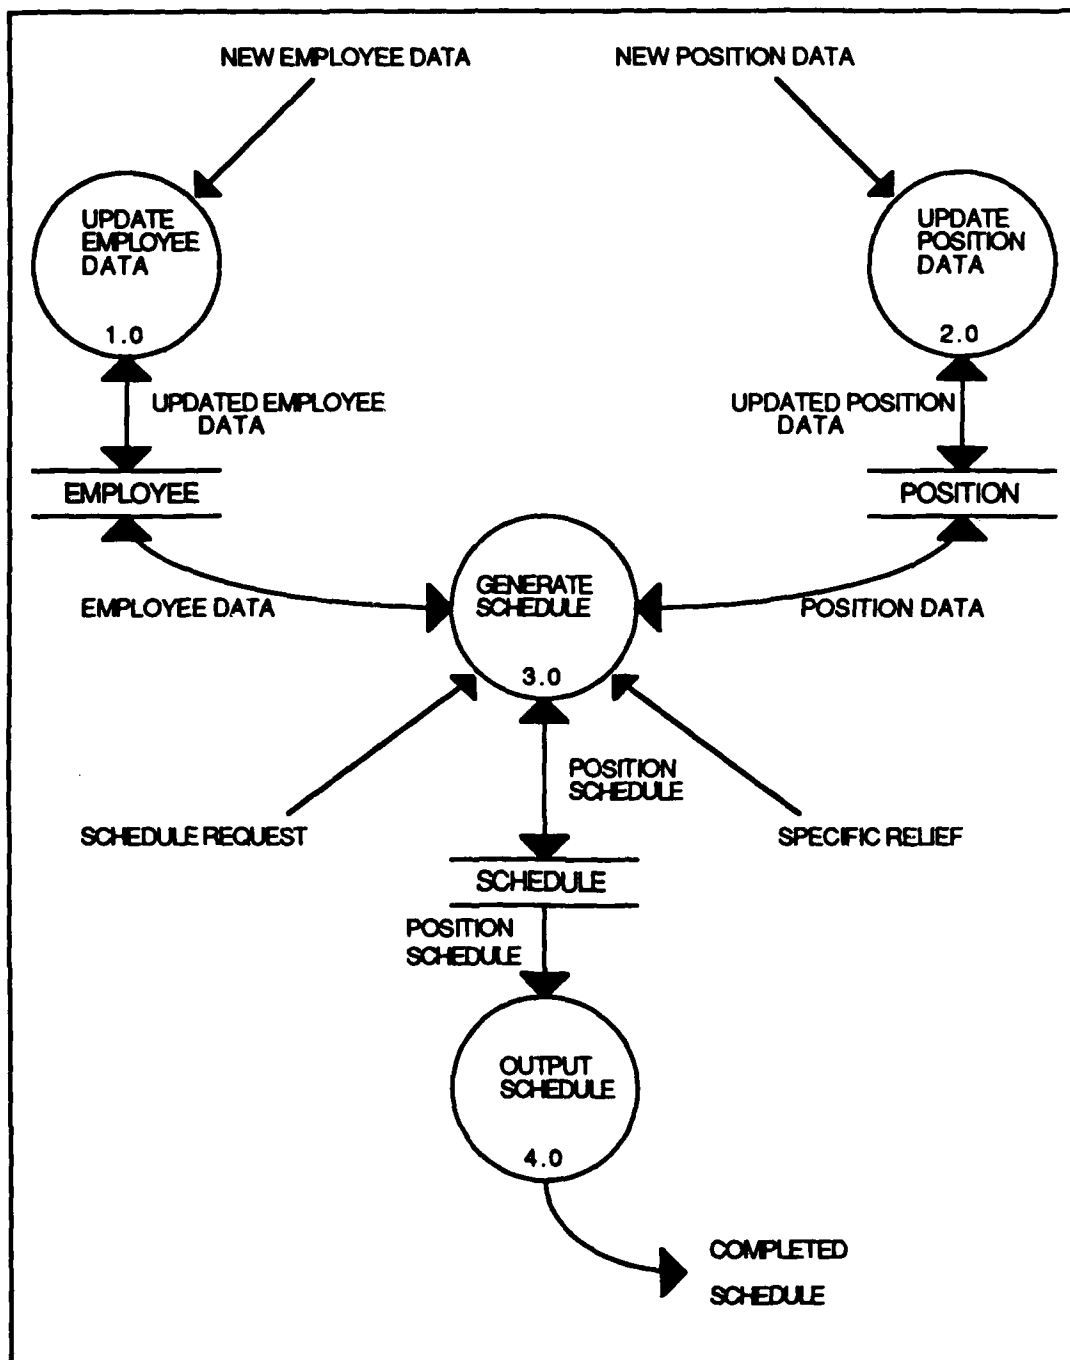 NEW EMPLOYEE DATA
NEW POSITION DATA
UPDATE
EMPLOYEE
DATA
1.0
UPDATE
POSITION
DATA
2.0
UPDATED EMPLOYEE
DATA
UPDATED POSITION
DATA
EMPLOYEE
POSITION
EMPLOYEE DATA
GENERATE
SCHEDULE
3.0
POSITION DATA
POSITION
SCHEDULE
SCHEDULE REQUEST
SPECIFIC RELIEF
SCHEDULE
POSITION
SCHEDULE
OUTPUT
SCHEDULE
4.0
COMPLETED
SCHEDULE